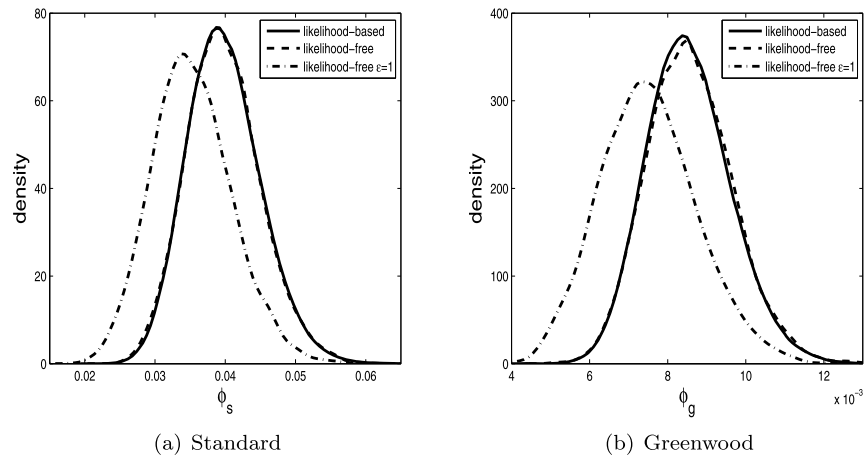 80
60
40
20
0
density
0.02 0.03 0.04 0.05 0.06
ϕs
likelihood-based
likelihood-free
likelihood-free ε=1
(a) Standard
400
300
200
100
0
density
4 6 8 10 12
x 10⁻³
ϕg
likelihood-based
likelihood-free
likelihood-free ε=1
(b) Greenwood